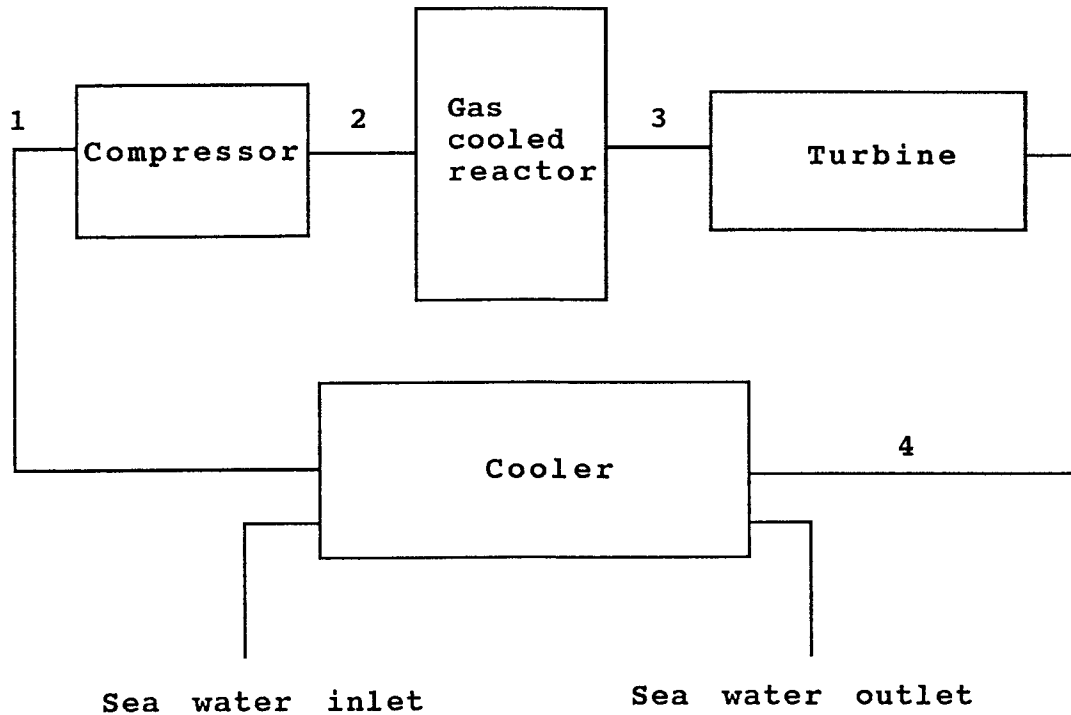 1
Compressor
2
Gas
cooled
reactor
3
Turbine
Cooler
4
Sea water inlet
Sea water outlet